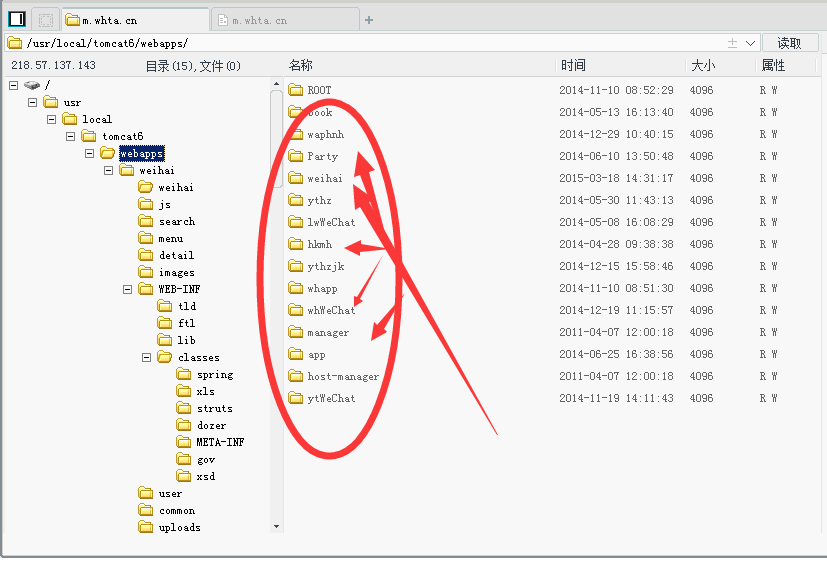 m.whta.cn
m.whta.cn
/usr/local/tomcat6/webapps/
读取
218.57.137.143
目录(15),文件(0)
名称 时间 大小 属性
/
usr
local
tomcat6
webapps
weihai
weihai
js
search
menu
detail
images
WEB-INF
tld
ftl
lib
classes
spring
xls
struts
dozer
META-INF
gov
xsd
user
common
uploads
ROOT 2014-11-10 08:52:29 4096 R W
book 2014-05-13 16:13:40 4096 R W
waphnh 2014-12-29 10:40:15 4096 R W
Party 2014-06-10 13:50:48 4096 R W
weihai 2015-03-18 14:31:17 4096 R W
ythz 2014-05-30 11:43:13 4096 R W
lwWeChat 2014-05-08 16:08:29 4096 R W
hkmh 2014-04-28 09:38:38 4096 R W
ythzjk 2014-12-15 15:58:46 4096 R W
whapp 2014-11-10 08:51:30 4096 R W
whWeChat 2014-12-19 11:15:57 4096 R W
manager 2011-04-07 12:00:18 4096 R W
app 2014-06-25 16:38:56 4096 R W
host-manager 2011-04-07 12:00:18 4096 R W
ytWeChat 2014-11-19 14:11:43 4096 R W